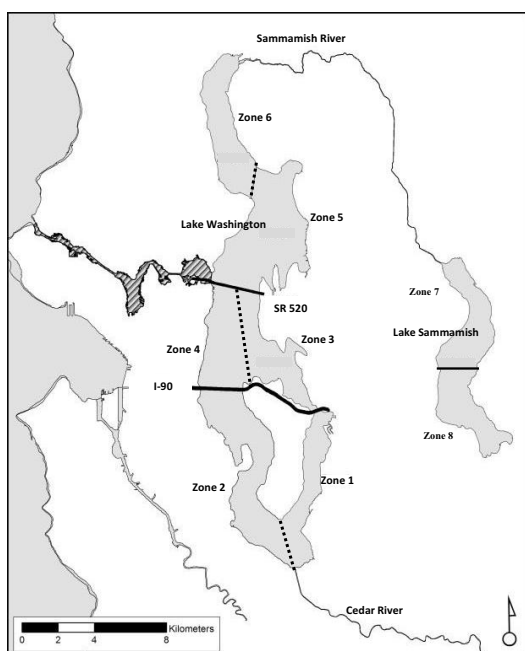 Sammamish River
Zone 6
Lake Washington
Zone 5
Zone 7
SR 520
Lake Sammamish
Zone 4
Zone 3
I-90
Zone 8
Zone 2
Zone 1
Cedar River
Kilometers
0 2 4 8